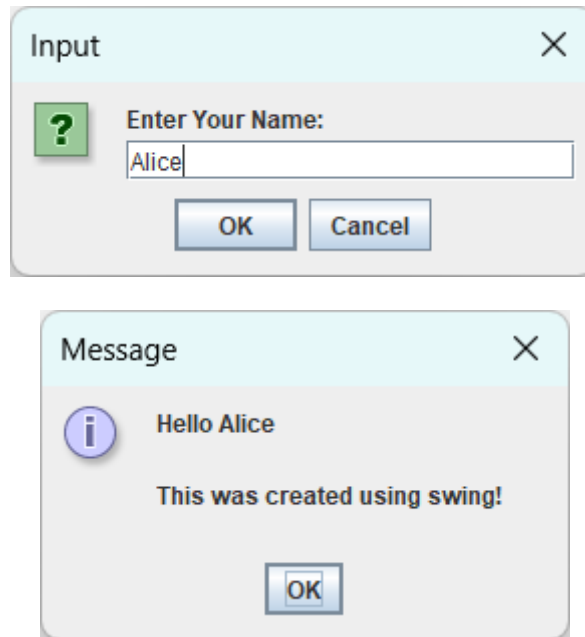 Input
?
Enter Your Name:
Alice
OK Cancel
Message
i
Hello Alice
This was created using swing!
OK